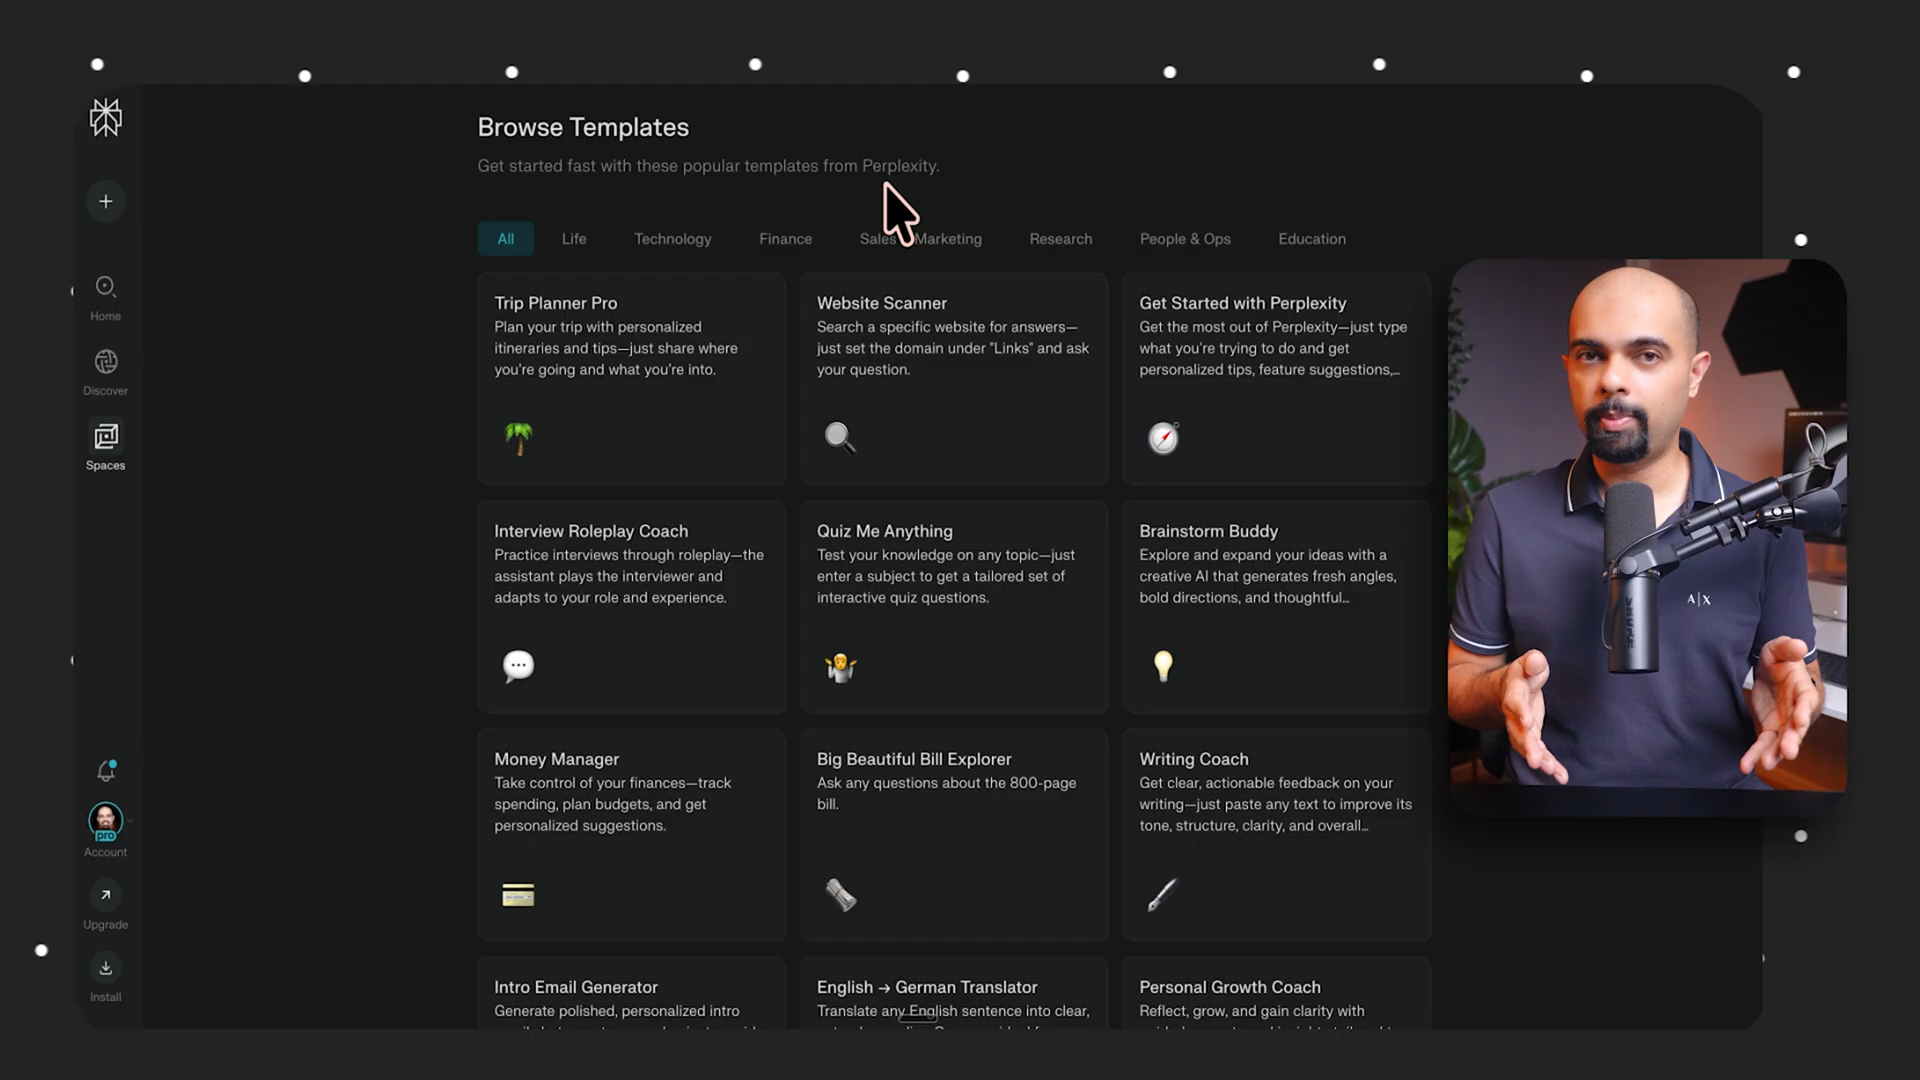 Browse Templates
Get started fast with these popular templates from Perplexity.
All
Life
Technology
Finance
Sales
Marketing
Research
People & Ops
Education
Home
Discover
Spaces
Account
pro
Upgrade
Install
Trip Planner Pro
Plan your trip with personalized
itineraries and tips—just share where
you're going and what you're into.
Website Scanner
Search a specific website for answers—
just set the domain under "Links" and ask
your question.
Get Started with Perplexity
Get the most out of Perplexity—just type
what you're trying to do and get
personalized tips, feature suggestions,...
Interview Roleplay Coach
Practice interviews through roleplay—the
assistant plays the interviewer and
adapts to your role and experience.
Quiz Me Anything
Test your knowledge on any topic—just
enter a subject to get a tailored set of
interactive quiz questions.
Brainstorm Buddy
Explore and expand your ideas with a
creative AI that generates fresh angles,
bold directions, and thoughtful...
Money Manager
Take control of your finances—track
spending, plan budgets, and get
personalized suggestions.
Big Beautiful Bill Explorer
Ask any questions about the 800-page
bill.
Writing Coach
Get clear, actionable feedback on your
writing—just paste any text to improve its
tone, structure, clarity, and overall...
Intro Email Generator
Generate polished, personalized intro
English → German Translator
Translate any English sentence into clear,
Personal Growth Coach
Reflect, grow, and gain clarity with
A|X
SHURE